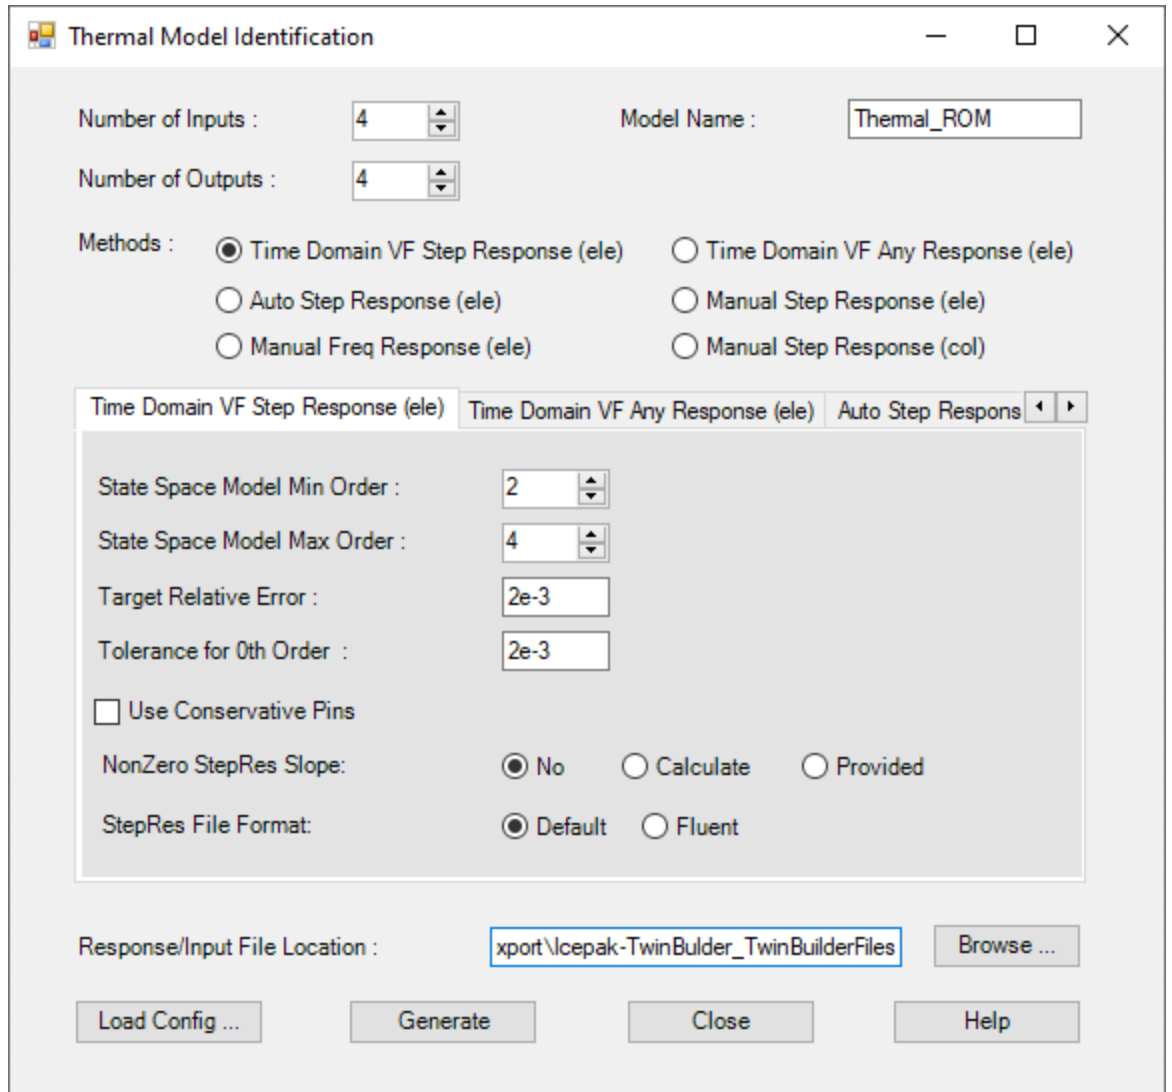 Thermal Model Identification
Number of Inputs : 4 Model Name : Thermal_ROM
Number of Outputs : 4
Methods : Time Domain VF Step Response (ele) Time Domain VF Any Response (ele)
Auto Step Response (ele) Manual Step Response (ele)
Manual Freq Response (ele) Manual Step Response (col)
Time Domain VF Step Response (ele) Time Domain VF Any Response (ele) Auto Step Respons
State Space Model Min Order : 2
State Space Model Max Order : 4
Target Relative Error : 2e-3
Tolerance for 0th Order : 2e-3
Use Conservative Pins
NonZero StepRes Slope: No Calculate Provided
StepRes File Format: Default Fluent
Response/Input File Location : xport\Icepak-TwinBulder_TwinBuilderFiles Browse ...
Load Config ... Generate Close Help